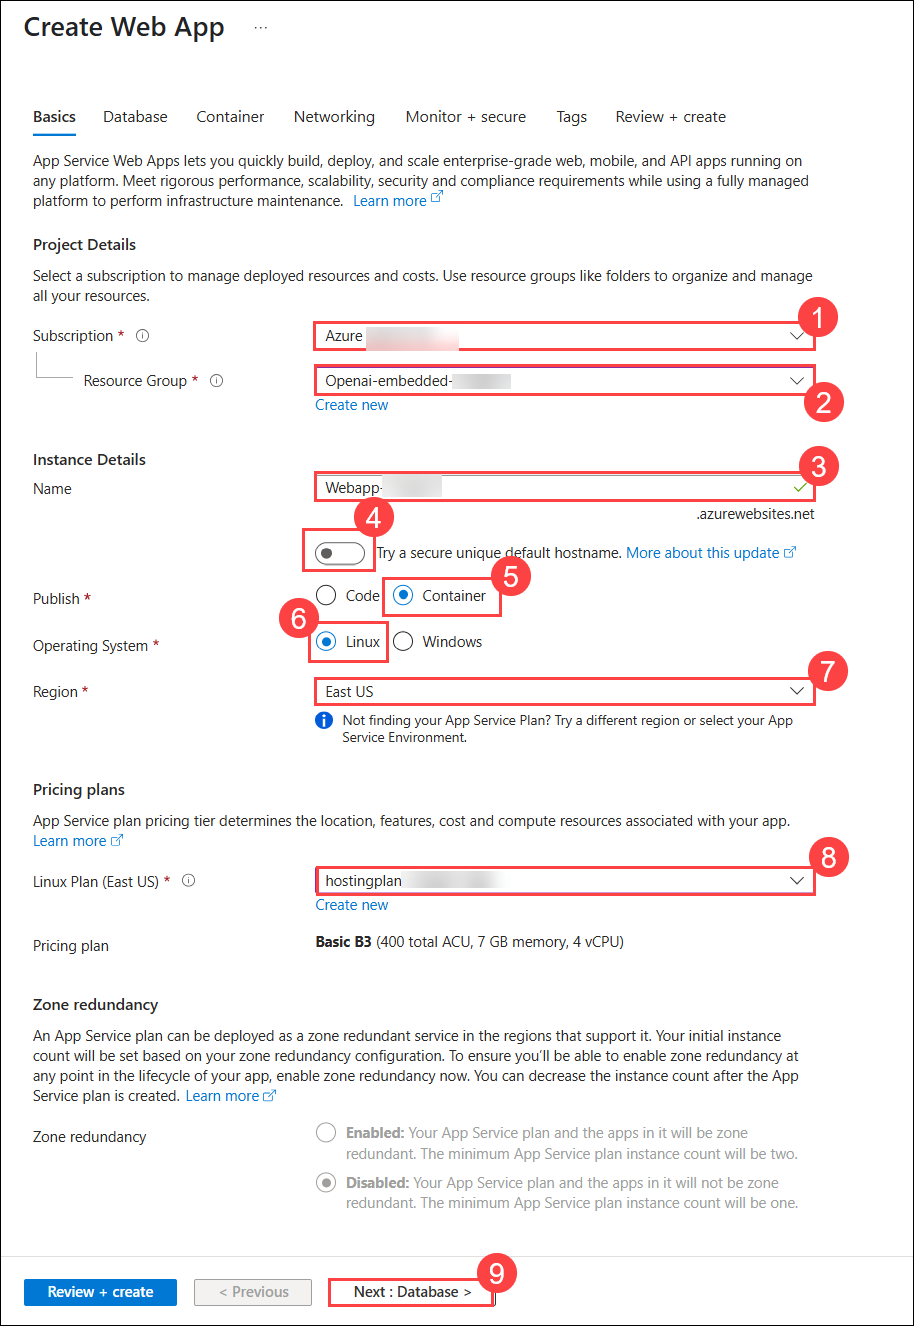 Create Web App ...
Basics Database Container Networking Monitor + secure Tags Review + create
App Service Web Apps lets you quickly build, deploy, and scale enterprise-grade web, mobile, and API apps running on
any platform. Meet rigorous performance, scalability, security and compliance requirements while using a fully managed
platform to perform infrastructure maintenance. Learn more
Project Details
Select a subscription to manage deployed resources and costs. Use resource groups like folders to organize and manage
all your resources.
1
Subscription * Azure
Resource Group * Openai-embedded-
2
Create new
Instance Details
3
Name Webapp-
.azurewebsites.net
4
Try a secure unique default hostname. More about this update
5
Publish * Code Container
6
Operating System * Linux Windows
7
Region * East US
Not finding your App Service Plan? Try a different region or select your App
Service Environment.
Pricing plans
App Service plan pricing tier determines the location, features, cost and compute resources associated with your app.
Learn more
8
Linux Plan (East US) * hostingplan
Create new
Pricing plan Basic B3 (400 total ACU, 7 GB memory, 4 vCPU)
Zone redundancy
An App Service plan can be deployed as a zone redundant service in the regions that support it. Your initial instance
count will be set based on your zone redundancy configuration. To ensure you'll be able to enable zone redundancy at
any point in the lifecycle of your app, enable zone redundancy now. You can decrease the instance count after the App
Service plan is created. Learn more
Zone redundancy Enabled: Your App Service plan and the apps in it will be zone
redundant. The minimum App Service plan instance count will be two.
Disabled: Your App Service plan and the apps in it will not be zone
redundant. The minimum App Service plan instance count will be one.
9
Review + create < Previous Next : Database >